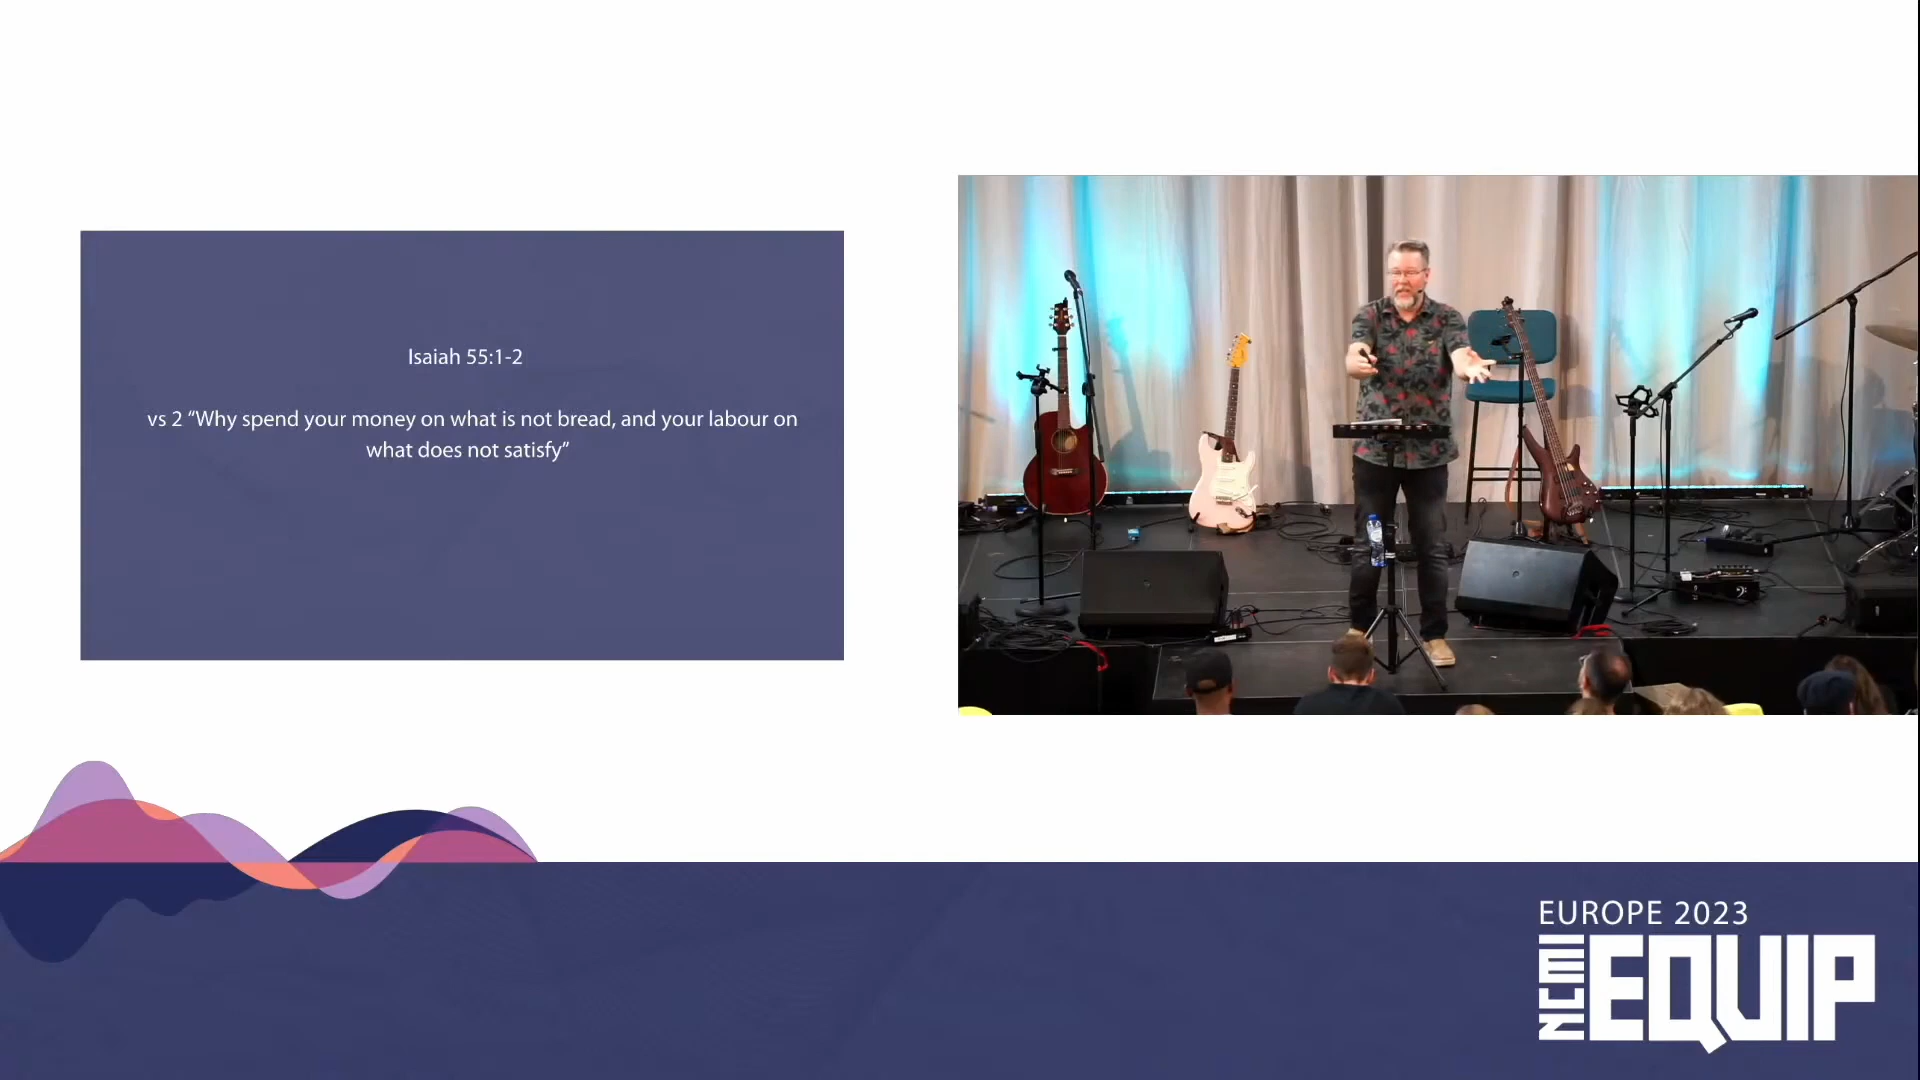 Isaiah 55:1-2
vs 2 “Why spend your money on what is not bread, and your labour on
what does not satisfy”
EUROPE 2023
NCMI EQUIP